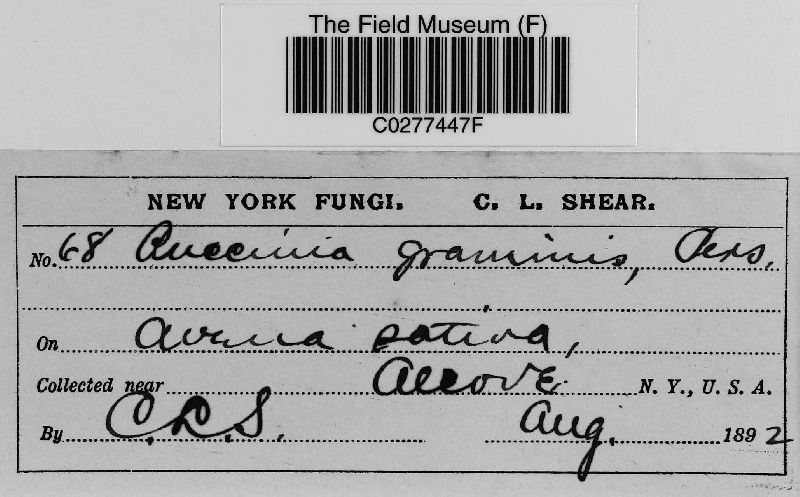 The Field Museum (F)
C0277447F
NEW YORK FUNGI. C. L. SHEAR.
No. 68 Puccinia graminis, Pers.
On Avena sativa,
Collected near Alcove N. Y., U. S. A.
By C.L.S. Aug. 1892